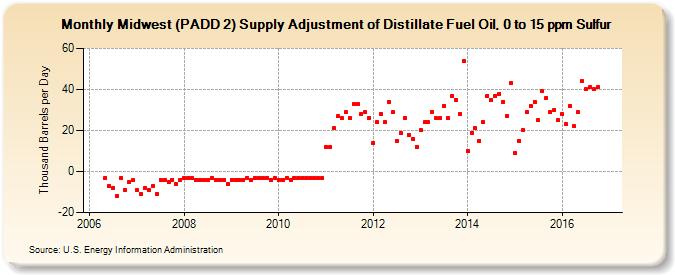 Monthly Midwest (PADD 2) Supply Adjustment of Distillate Fuel Oil, 0 to 15 ppm Sulfur
Thousand Barrels per Day
60
40
20
0
-20
2006 2008 2010 2012 2014 2016
Source: U.S. Energy Information Administration